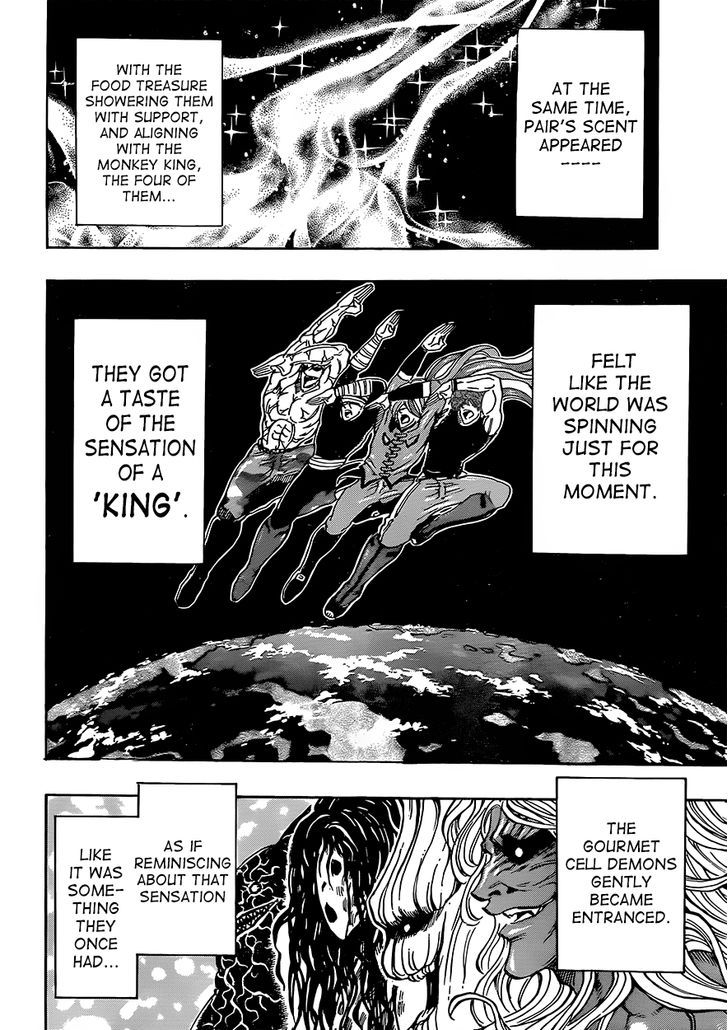 AT THE
SAME TIME,
PAIR'S SCENT
APPEARED
----
WITH THE
FOOD TREASURE
SHOWERING THEM
WITH SUPPORT,
AND ALIGNING
WITH THE
MONKEY KING,
THE FOUR OF
THEM...
FELT
LIKE THE
WORLD WAS
SPINNING
JUST FOR
THIS
MOMENT.
THEY GOT
A TASTE
OF THE
SENSATION
OF A
'KING'.
THE
GOURMET
CELL DEMONS
GENTLY
BECAME
ENTRANCED.
AS IF
REMINISCING
ABOUT THAT
SENSATION
LIKE
IT WAS
SOME-
THING
THEY
ONCE
HAD...